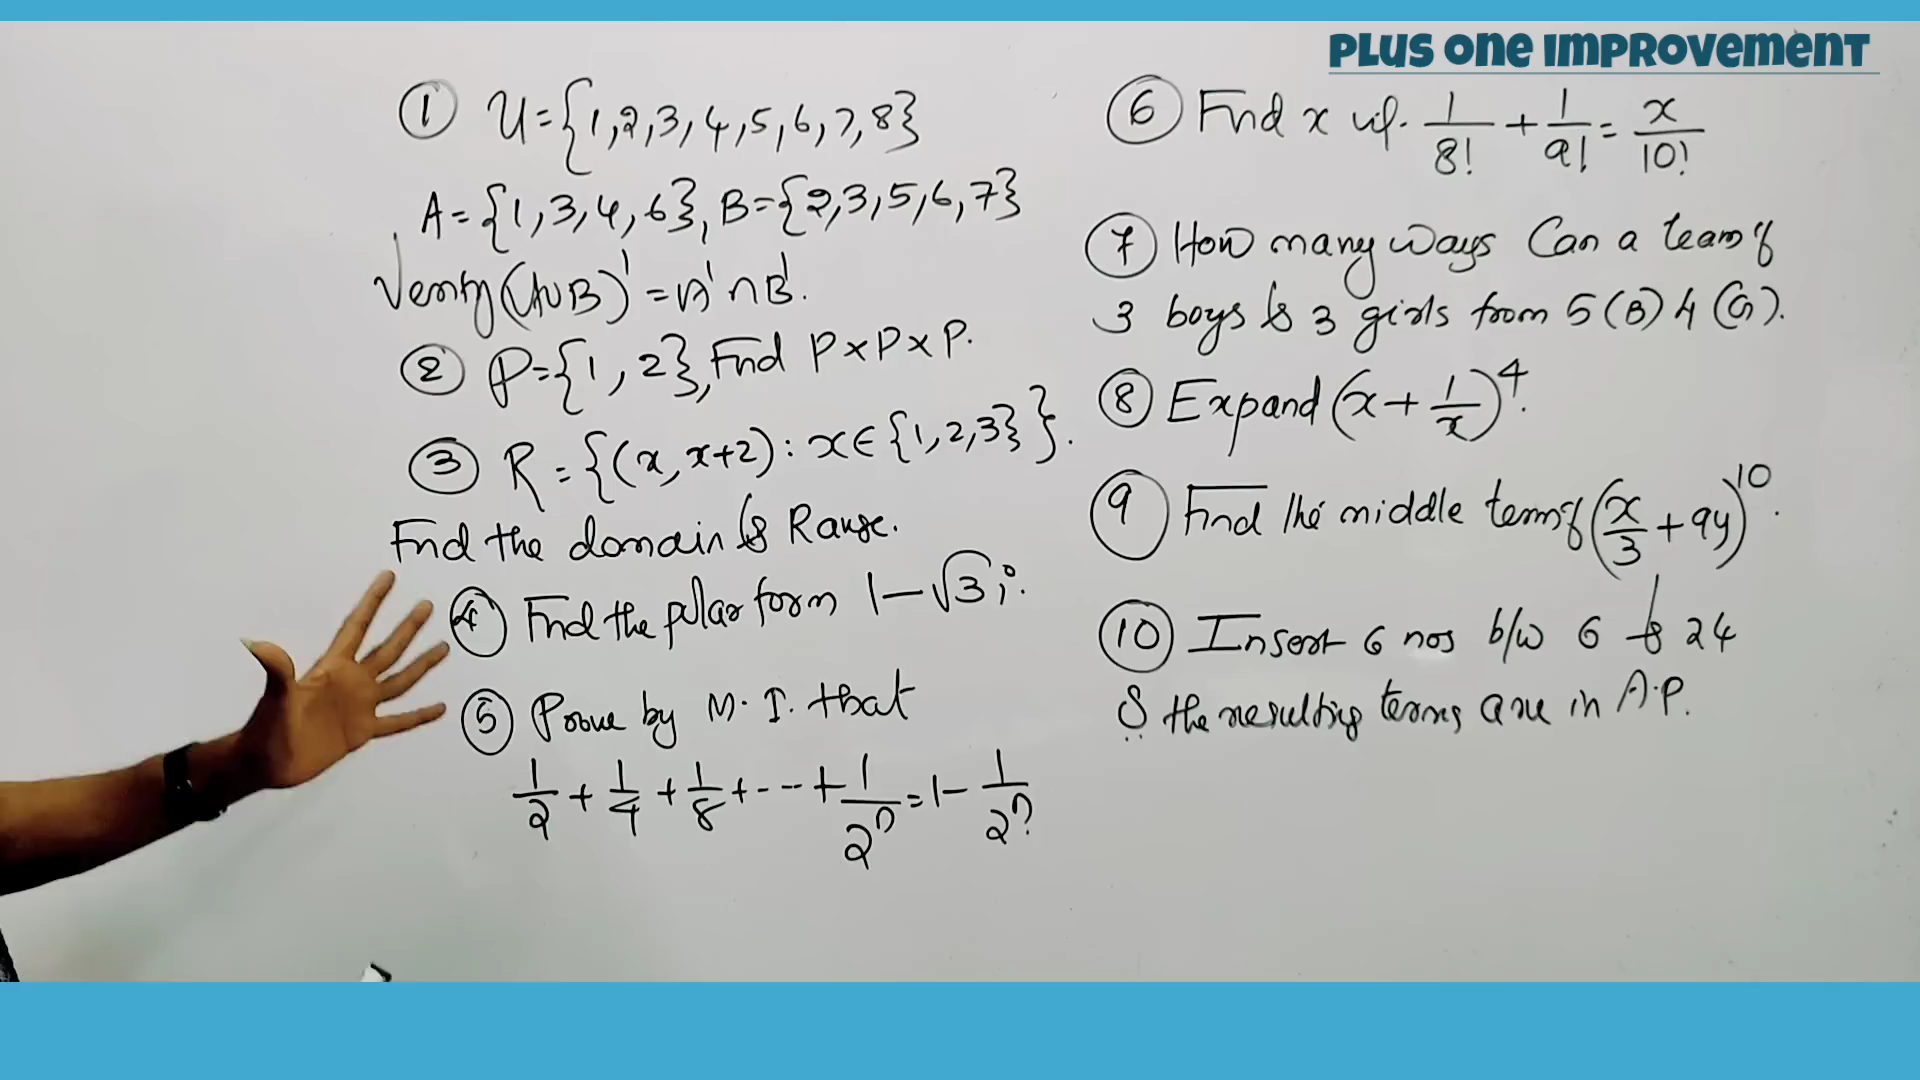 PLUS ONE IMPROVEMENT
① U={1,2,3,4,5,6,7,8}
A={1,3,4,6}, B={2,3,5,6,7}
Verify (A∪B)' = A' ∩ B'.
② P={1,2}, Find P×P×P.
③ R={(x, x+2) : x∈{1,2,3}}.
Find the domain & Range.
④ Find the polar form 1-√3 i.
⑤ Prove by M.I. that
1/2 + 1/4 + 1/8 + --- + 1/2ⁿ = 1 - 1/2ⁿ
⑥ Find x if 1/8! + 1/9! = x/10!
⑦ How many ways can a team of
3 boys & 3 girls from 5(B) 4(G).
⑧ Expand (x + 1/x)⁴.
⑨ Find the middle term of (x/3 + 9y)¹⁰.
⑩ Insert 6 nos b/w 6 & 24
∴ the resulting terms are in A.P.